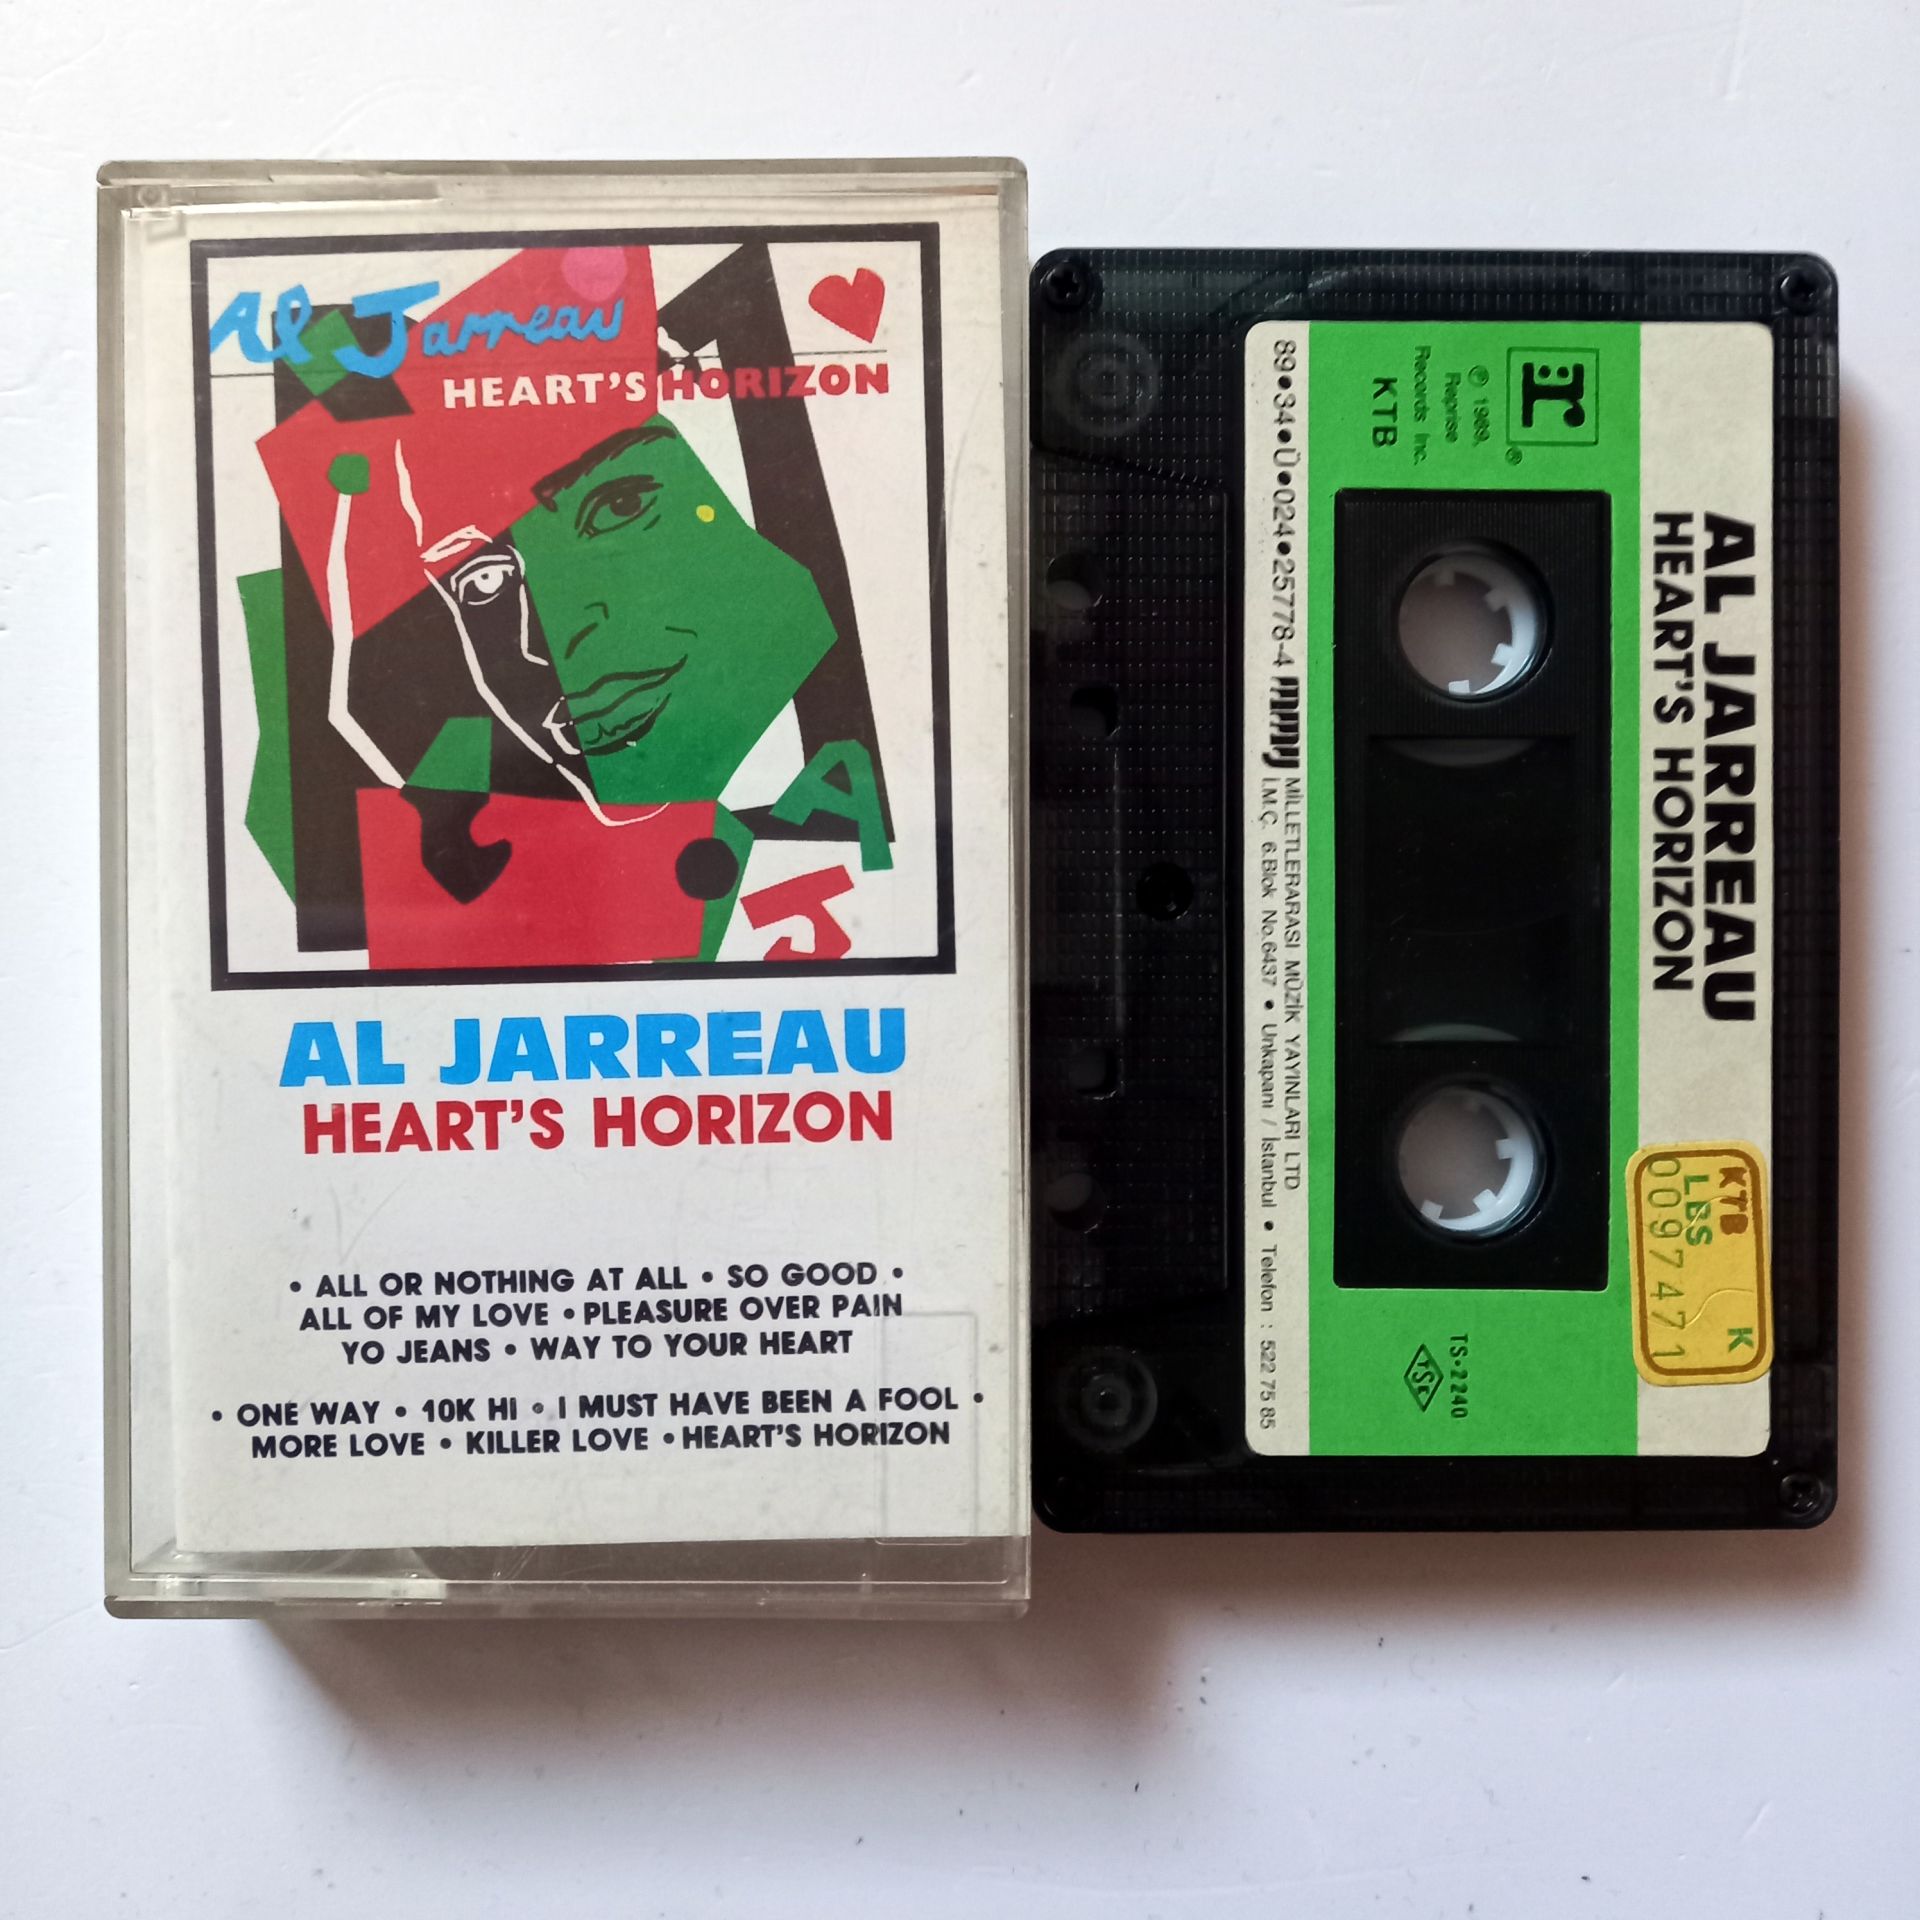 Al Jarreau
HEART'S HORIZON
A
J
AL JARREAU
HEART'S HORIZON
• ALL OR NOTHING AT ALL • SO GOOD •
ALL OF MY LOVE • PLEASURE OVER PAIN
YO JEANS • WAY TO YOUR HEART
• ONE WAY • 10K HI • I MUST HAVE BEEN A FOOL •
MORE LOVE • KILLER LOVE • HEART'S HORIZON
AL JARREAU
HEART'S HORIZON
:r
®
℗ 1989,
Reprise
Records Inc.
KTB
KTB
LBS K
0097471
TS•2240
TSE
89•34•Ü•024•25778-4 mmy MİLLETLERARASI MÜZİK YAYINLARI LTD
İ.M.Ç. 6.Blok No.6437 • Unkapanı / İstanbul • Telefon : 522 75 85